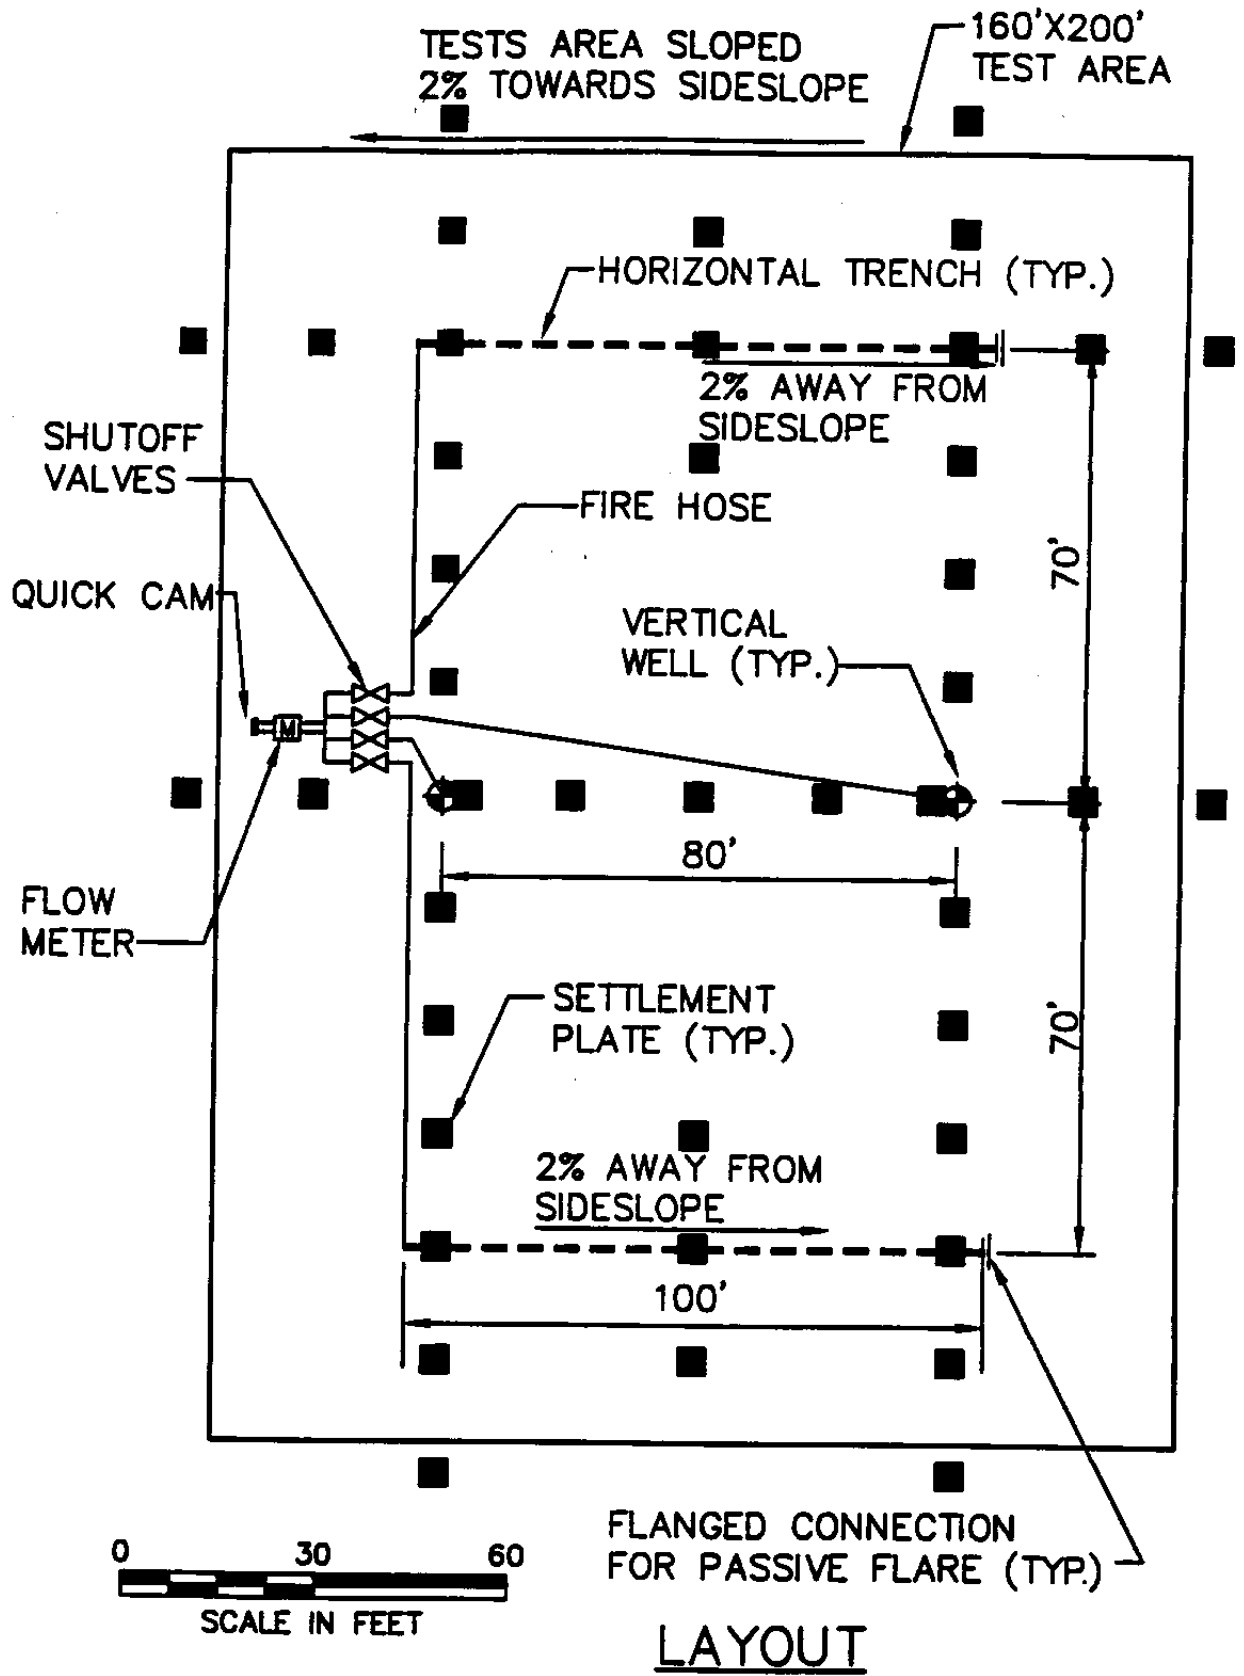 TESTS AREA SLOPED
2% TOWARDS SIDESLOPE
160'X200'
TEST AREA
HORIZONTAL TRENCH (TYP.)
2% AWAY FROM
SIDESLOPE
SHUTOFF
VALVES
FIRE HOSE
70'
QUICK CAM
VERTICAL
WELL (TYP.)
M
80'
FLOW
METER
SETTLEMENT
PLATE (TYP.)
70'
2% AWAY FROM
SIDESLOPE
100'
FLANGED CONNECTION
FOR PASSIVE FLARE (TYP.)
0 30 60
SCALE IN FEET
LAYOUT